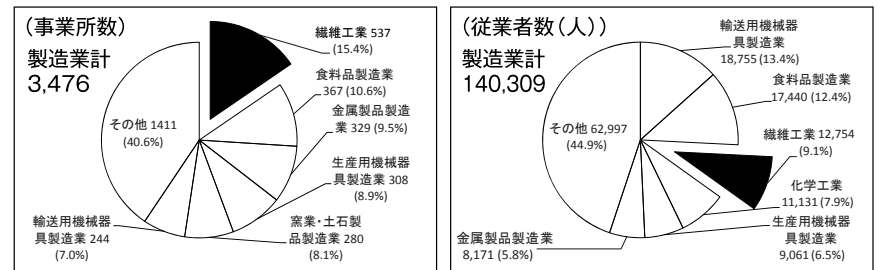 (事業所数)
製造業計
3,476
繊維工業 537
(15.4%)
食料品製造業
367 (10.6%)
金属製品製造
業 329 (9.5%)
生産用機械器
具製造業 308
(8.9%)
窯業・土石製
品製造業 280
(8.1%)
輸送用機械器
具製造業 244
(7.0%)
その他 1411
(40.6%)
(従業者数(人))
製造業計
140,309
輸送用機械器
具製造業
18,755 (13.4%)
食料品製造業
17,440 (12.4%)
繊維工業 12,754
(9.1%)
化学工業
11,131 (7.9%)
生産用機械器
具製造業
9,061 (6.5%)
金属製品製造業
8,171 (5.8%)
その他 62,997
(44.9%)